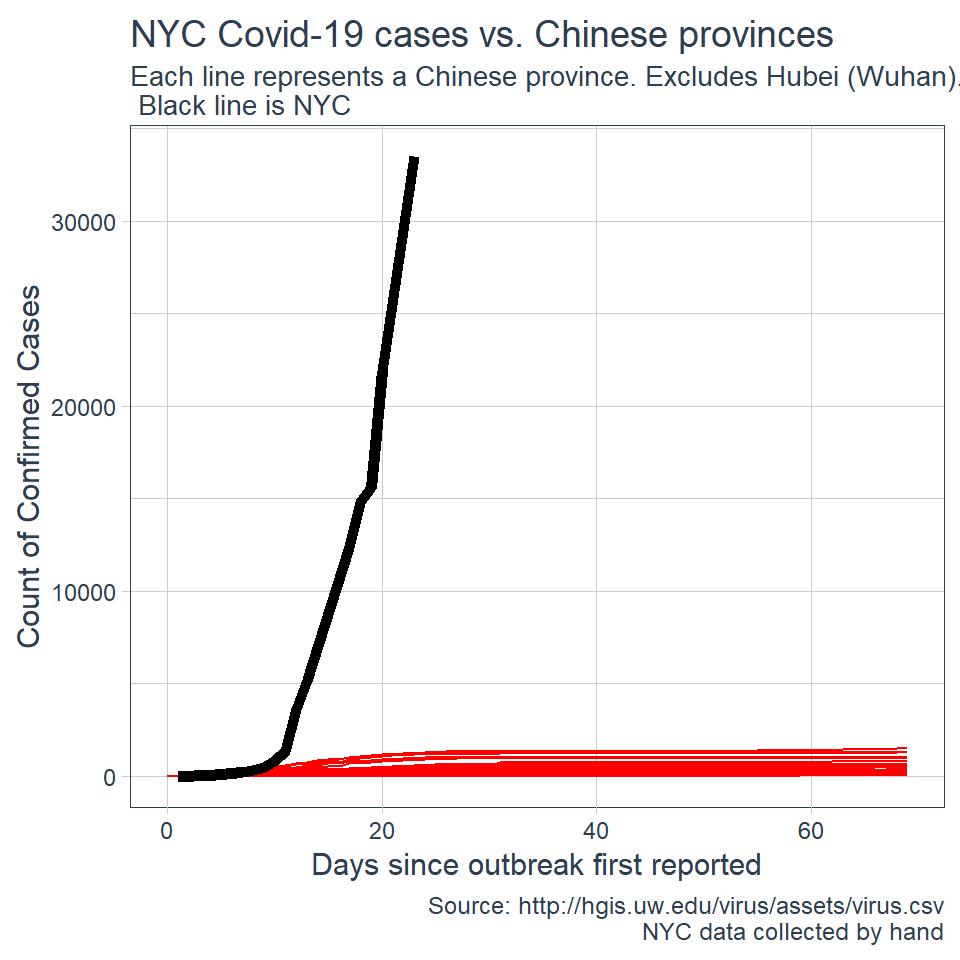 NYC Covid-19 cases vs. Chinese provinces
Each line represents a Chinese province. Excludes Hubei (Wuhan).
Black line is NYC
Count of Confirmed Cases
30000
20000
10000
0
0 20 40 60
Days since outbreak first reported
Source: http://hgis.uw.edu/virus/assets/virus.csv
NYC data collected by hand